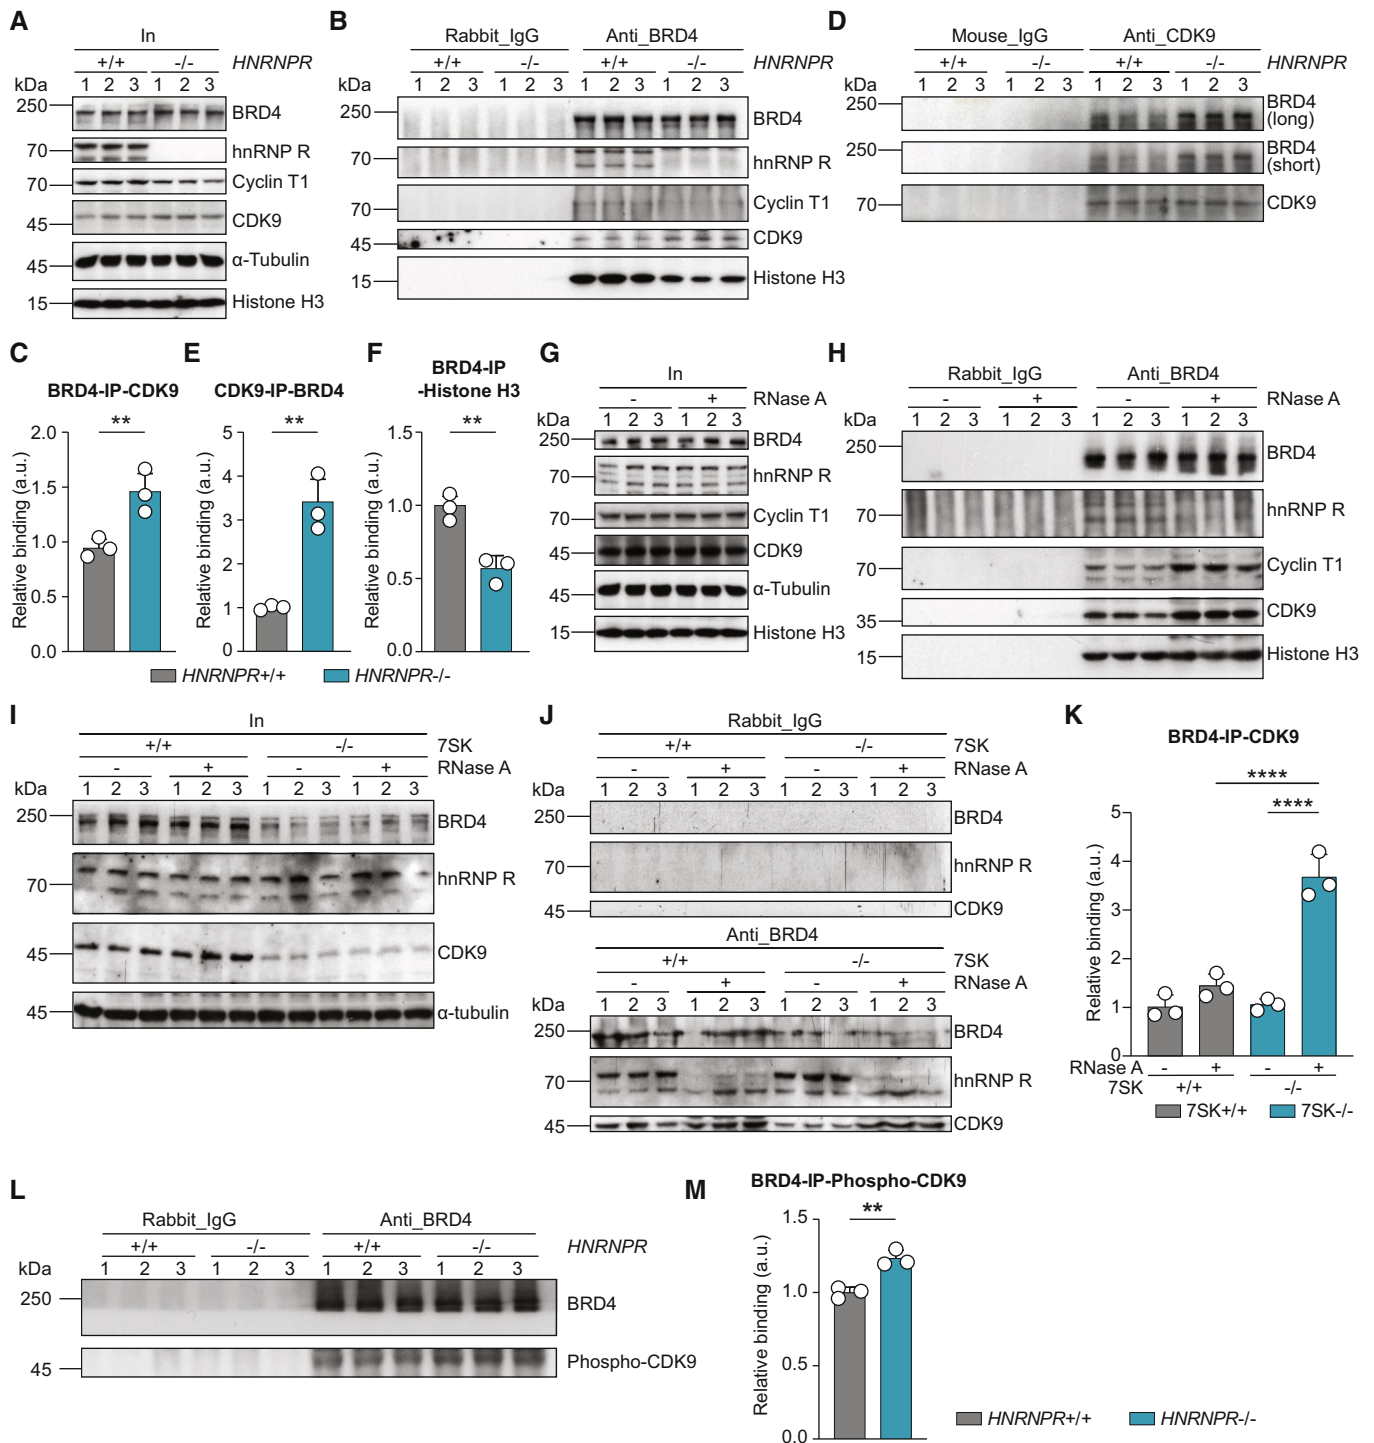 A
In
+/+ -/- HNRNPR
kDa 1 2 3 1 2 3
250 BRD4
70 hnRNP R
70 Cyclin T1
45 CDK9
45 α-Tubulin
15 Histone H3
B
Rabbit_IgG Anti_BRD4
+/+ -/- +/+ -/- HNRNPR
kDa 1 2 3 1 2 3 1 2 3 1 2 3
250 BRD4
70 hnRNP R
70 Cyclin T1
45 CDK9
15 Histone H3
D
Mouse_IgG Anti_CDK9
+/+ -/- +/+ -/- HNRNPR
kDa 1 2 3 1 2 3 1 2 3 1 2 3
250 BRD4
(long)
250 BRD4
(short)
70 CDK9
C
BRD4-IP-CDK9
**
Relative binding (a.u.)
2.0
1.5
1.0
0.5
0.0
E
CDK9-IP-BRD4
**
Relative binding (a.u.)
5
4
3
2
1
0
F
BRD4-IP
-Histone H3
**
Relative binding (a.u.)
1.5
1.0
0.5
0.0
HNRNPR+/+ HNRNPR-/-
G
In
- + RNase A
kDa 1 2 3 1 2 3
250 BRD4
70 hnRNP R
70 Cyclin T1
45 CDK9
45 α-Tubulin
15 Histone H3
H
Rabbit_IgG Anti_BRD4
- + - + RNase A
kDa 1 2 3 1 2 3 1 2 3 1 2 3
250 BRD4
70 hnRNP R
70 Cyclin T1
35 CDK9
15 Histone H3
I
In
+/+ -/- 7SK
- + - + RNase A
kDa 1 2 3 1 2 3 1 2 3 1 2 3
250 BRD4
70 hnRNP R
45 CDK9
45 α-tubulin
J
Rabbit_IgG
+/+ -/- 7SK
- + - + RNase A
kDa 1 2 3 1 2 3 1 2 3 1 2 3
250 BRD4
70 hnRNP R
45 CDK9
Anti_BRD4
+/+ -/- 7SK
- + - + RNase A
kDa 1 2 3 1 2 3 1 2 3 1 2 3
250 BRD4
70 hnRNP R
45 CDK9
K
BRD4-IP-CDK9
****
****
Relative binding (a.u.)
5
4
3
2
1
0
RNase A - + - +
7SK +/+ -/-
7SK+/+ 7SK-/-
L
Rabbit_IgG Anti_BRD4
+/+ -/- +/+ -/- HNRNPR
kDa 1 2 3 1 2 3 1 2 3 1 2 3
250 BRD4
45 Phospho-CDK9
M
BRD4-IP-Phospho-CDK9
**
Relative binding (a.u.)
1.5
1.0
0.5
0.0
HNRNPR+/+ HNRNPR-/-